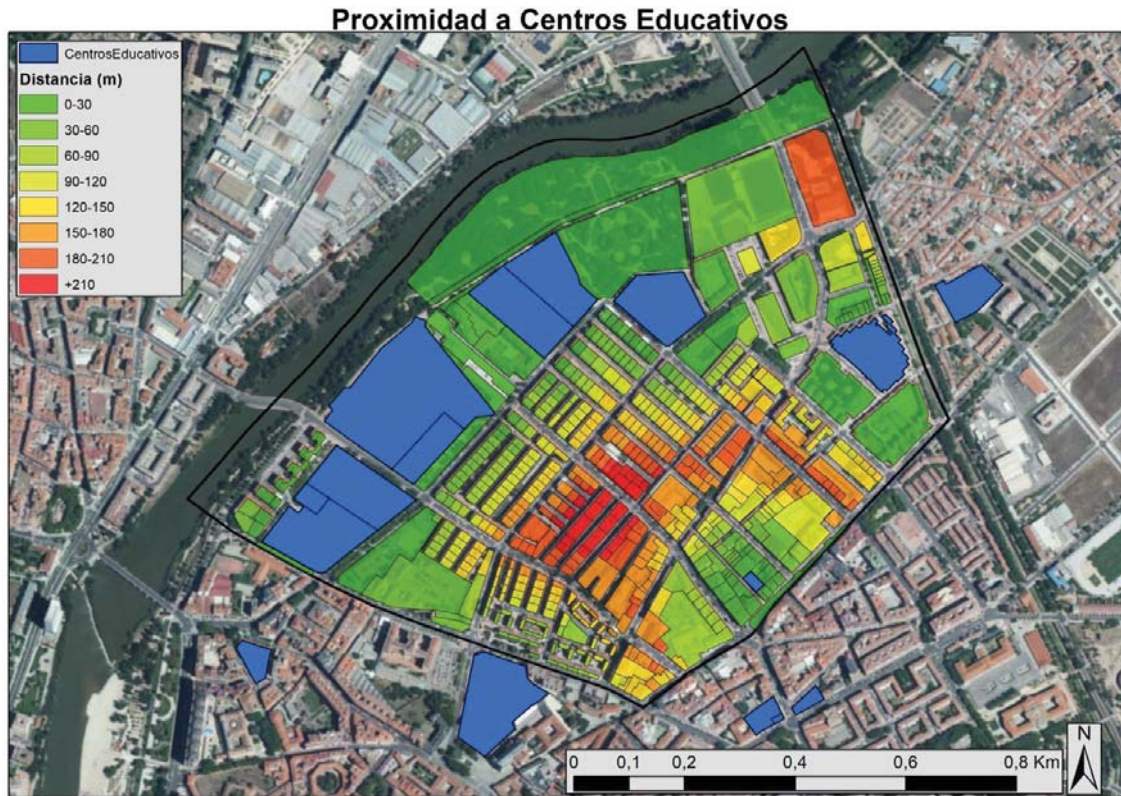 Proximidad a Centros Educativos
CentrosEducativos
Distancia (m)
0-30
30-60
60-90
90-120
120-150
150-180
180-210
+210
N
0 0,1 0,2 0,4 0,6 0,8 Km